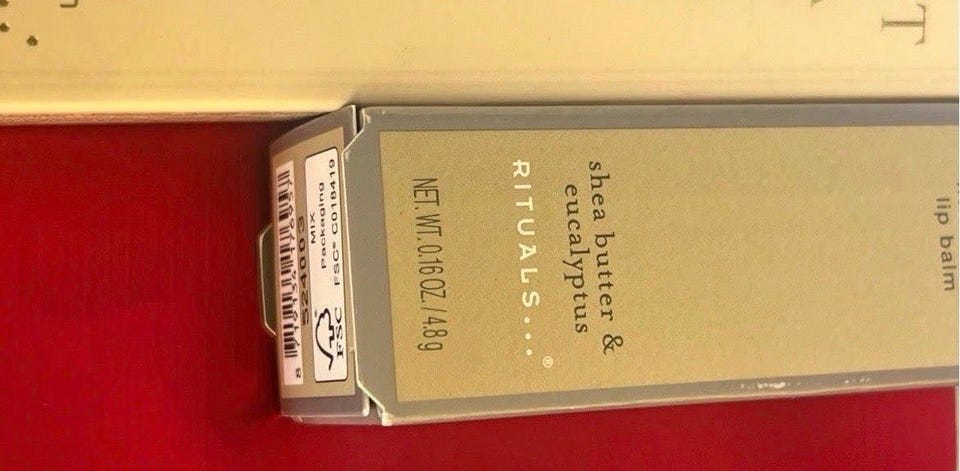 lip balm
shea butter &
eucalyptus
RITUALS...®
NET. WT. 0.16 OZ. / 4.8 g
FSC
MIX
Packaging
FSC® C018419
T